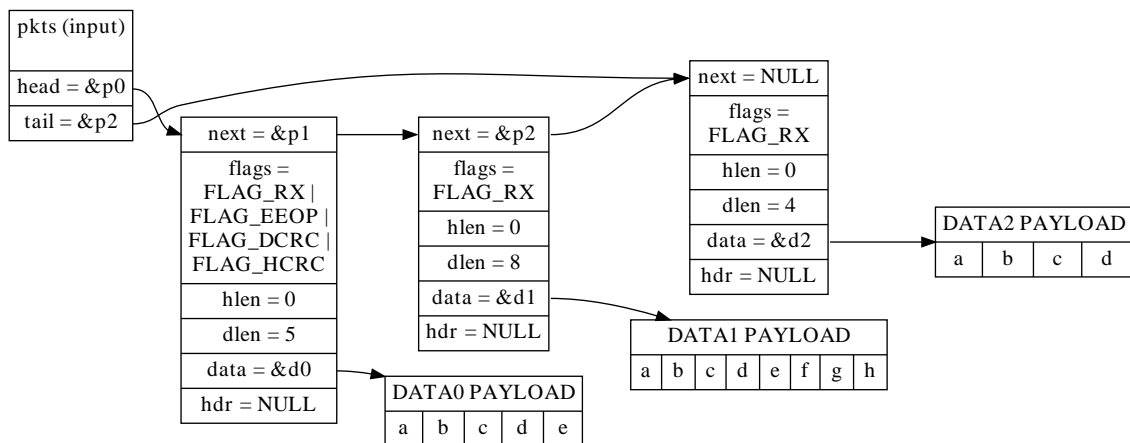 pkts (input)
head = &p0
tail = &p2
next = &p1
flags =
FLAG_RX |
FLAG_EEOP |
FLAG_DCRC |
FLAG_HCRC
hlen = 0
dlen = 5
data = &d0
hdr = NULL
DATA0 PAYLOAD
a b c d e
next = &p2
flags =
FLAG_RX
hlen = 0
dlen = 8
data = &d1
hdr = NULL
DATA1 PAYLOAD
a b c d e f g h
next = NULL
flags =
FLAG_RX
hlen = 0
dlen = 4
data = &d2
hdr = NULL
DATA2 PAYLOAD
a b c d